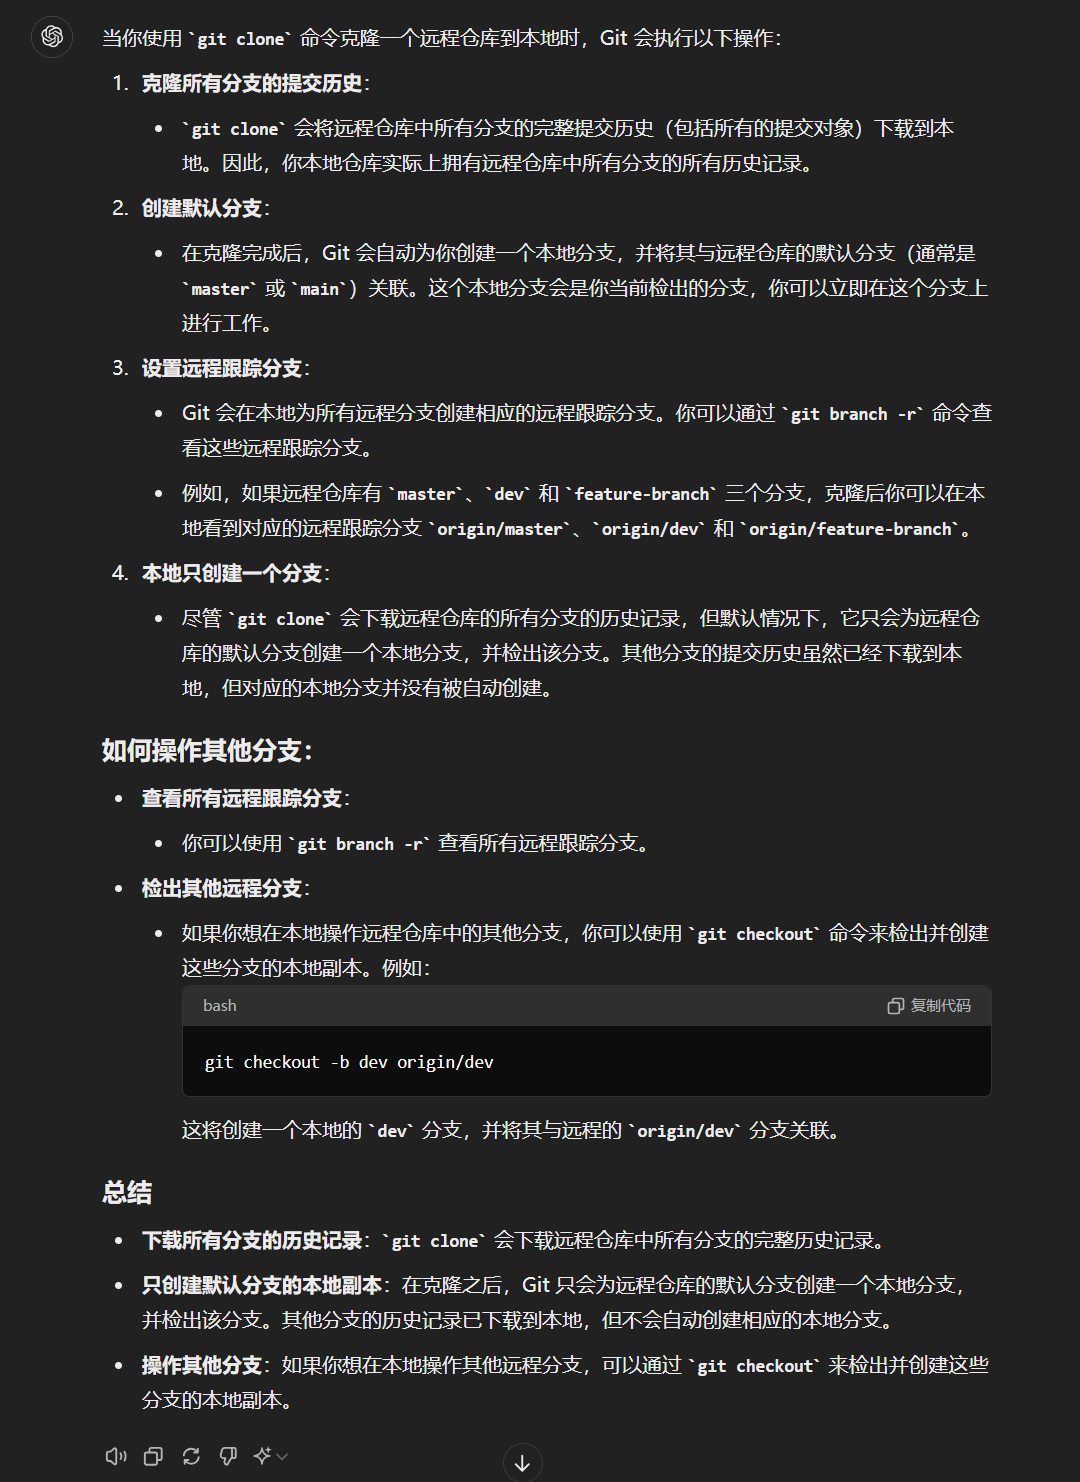 当你使用 `git clone` 命令克隆一个远程仓库到本地时，Git 会执行以下操作：
1. 克隆所有分支的提交历史：
• `git clone` 会将远程仓库中所有分支的完整提交历史（包括所有的提交对象）下载到本
地。因此，你本地仓库实际上拥有远程仓库中所有分支的所有历史记录。
2. 创建默认分支：
• 在克隆完成后，Git 会自动为你创建一个本地分支，并将其与远程仓库的默认分支（通常是
`master` 或 `main`）关联。这个本地分支会是你当前检出的分支，你可以立即在这个分支上
进行工作。
3. 设置远程跟踪分支：
• Git 会在本地为所有远程分支创建相应的远程跟踪分支。你可以通过 `git branch -r` 命令查
看这些远程跟踪分支。
• 例如，如果远程仓库有 `master`、`dev` 和 `feature-branch` 三个分支，克隆后你可以在本
地看到对应的远程跟踪分支 `origin/master`、`origin/dev` 和 `origin/feature-branch`。
4. 本地只创建一个分支：
• 尽管 `git clone` 会下载远程仓库的所有分支的历史记录，但默认情况下，它只会为远程仓
库的默认分支创建一个本地分支，并检出该分支。其他分支的提交历史虽然已经下载到本
地，但对应的本地分支并没有被自动创建。
如何操作其他分支：
• 查看所有远程跟踪分支：
• 你可以使用 `git branch -r` 查看所有远程跟踪分支。
• 检出其他远程分支：
• 如果你想在本地操作远程仓库中的其他分支，你可以使用 `git checkout` 命令来检出并创建
这些分支的本地副本。例如：
bash 复制代码
git checkout -b dev origin/dev
这将创建一个本地的 `dev` 分支，并将其与远程的 `origin/dev` 分支关联。
总结
• 下载所有分支的历史记录：`git clone` 会下载远程仓库中所有分支的完整历史记录。
• 只创建默认分支的本地副本：在克隆之后，Git 只会为远程仓库的默认分支创建一个本地分支，
并检出该分支。其他分支的历史记录已下载到本地，但不会自动创建相应的本地分支。
• 操作其他分支：如果你想在本地操作其他远程分支，可以通过 `git checkout` 来检出并创建这些
分支的本地副本。